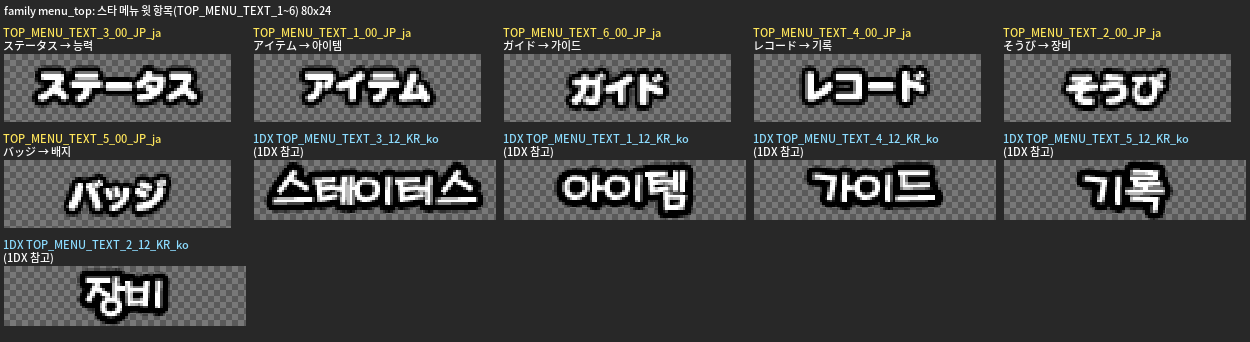 family menu_top: 스타 메뉴 윗 항목(TOP_MENU_TEXT_1~6) 80x24
TOP_MENU_TEXT_3_00_JP_ja
ステータス → 능력
ステータス
TOP_MENU_TEXT_1_00_JP_ja
アイテム → 아이템
アイテム
TOP_MENU_TEXT_6_00_JP_ja
ガイド → 가이드
ガイド
TOP_MENU_TEXT_4_00_JP_ja
レコード → 기록
レコード
TOP_MENU_TEXT_2_00_JP_ja
そうび → 장비
そうび
TOP_MENU_TEXT_5_00_JP_ja
バッジ → 배지
バッジ
1DX TOP_MENU_TEXT_3_12_KR_ko
(1DX 참고)
스테이터스
1DX TOP_MENU_TEXT_1_12_KR_ko
(1DX 참고)
아이템
1DX TOP_MENU_TEXT_4_12_KR_ko
(1DX 참고)
가이드
1DX TOP_MENU_TEXT_5_12_KR_ko
(1DX 참고)
기록
1DX TOP_MENU_TEXT_2_12_KR_ko
(1DX 참고)
장비